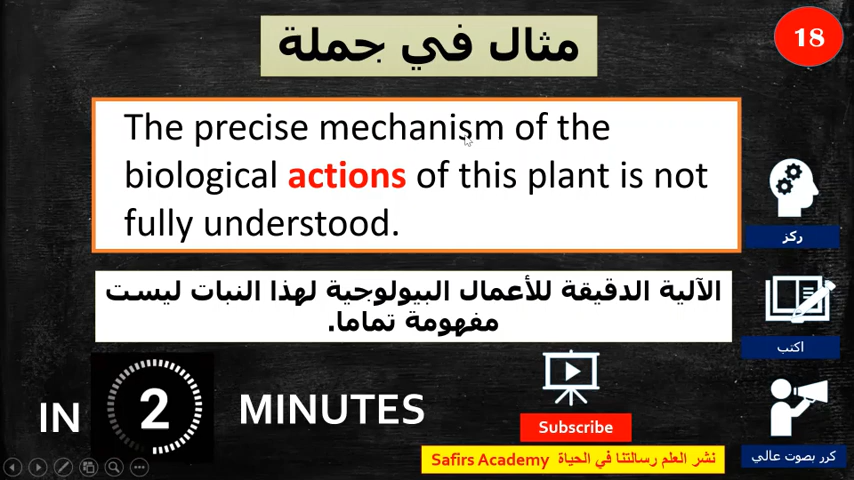 مثال في جملة
18
The precise mechanism of the
biological actions of this plant is not
fully understood.
ركز
الآلية الدقيقة للأعمال البيولوجية لهذا النبات ليست
مفهومة تماما.
اكتب
IN 2 MINUTES
Subscribe
نشر العلم رسالتنا في الحياة Safirs Academy
كرر بصوت عالي